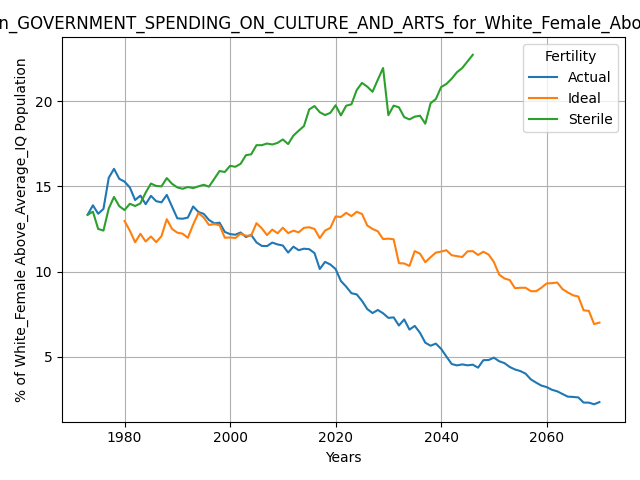 n_GOVERNMENT_SPENDING_ON_CULTURE_AND_ARTS_for_White_Female_Abo
% of White_Female Above_Average_IQ Population
20
15
10
5
Fertility
Actual
Ideal
Sterile
1980 2000 2020 2040 2060
Years